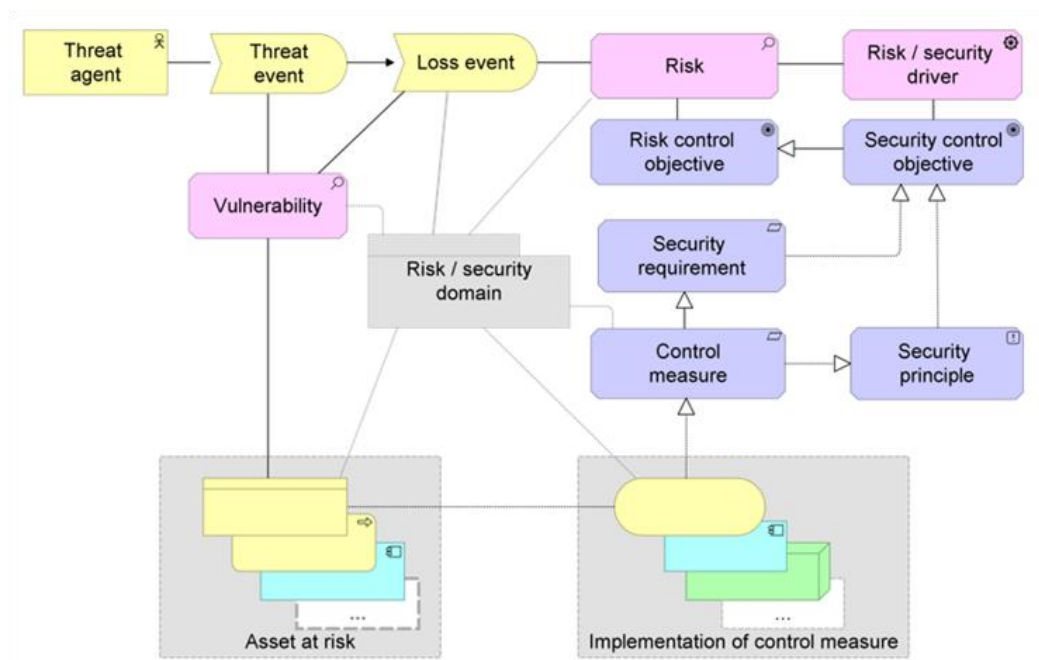 Threat
agent
Threat
event
Loss event
Risk
Risk / security
driver
Risk control
objective
Security control
objective
Vulnerability
Security
requirement
Risk / security
domain
Control
measure
Security
principle
...
Asset at risk
...
Implementation of control measure